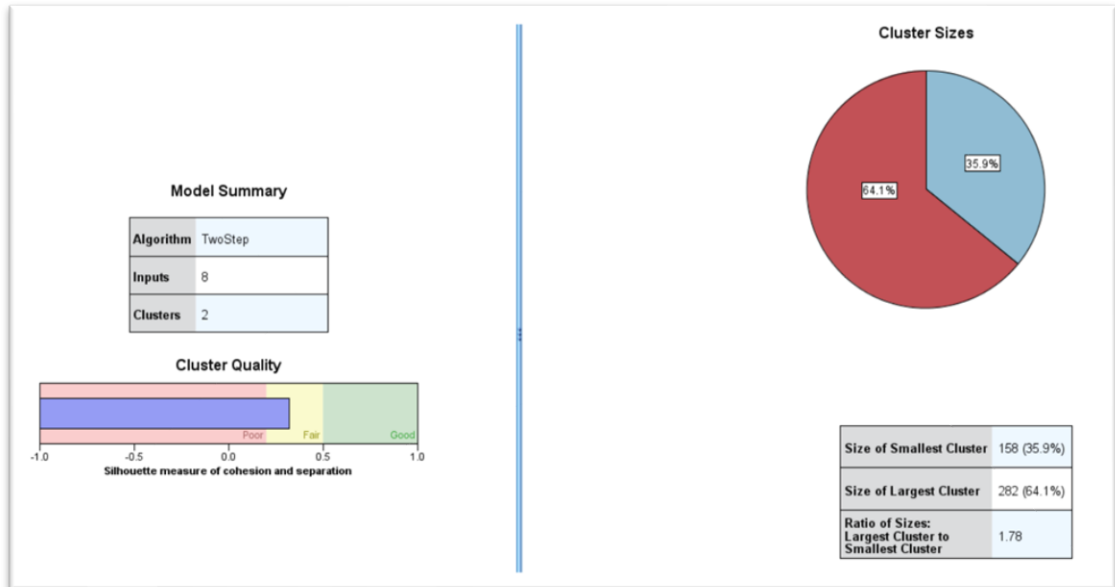 Model Summary
Algorithm TwoStep
Inputs 8
Clusters 2
Cluster Quality
Poor Fair Good
-1.0 -0.5 0.0 0.5 1.0
Silhouette measure of cohesion and separation
Cluster Sizes
35.9%
64.1%
Size of Smallest Cluster 158 (35.9%)
Size of Largest Cluster 282 (64.1%)
Ratio of Sizes:
Largest Cluster to 1.78
Smallest Cluster